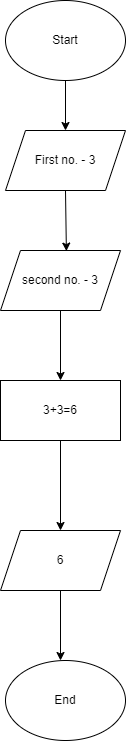 Start
First no. - 3
second no. - 3
3+3=6
6
End